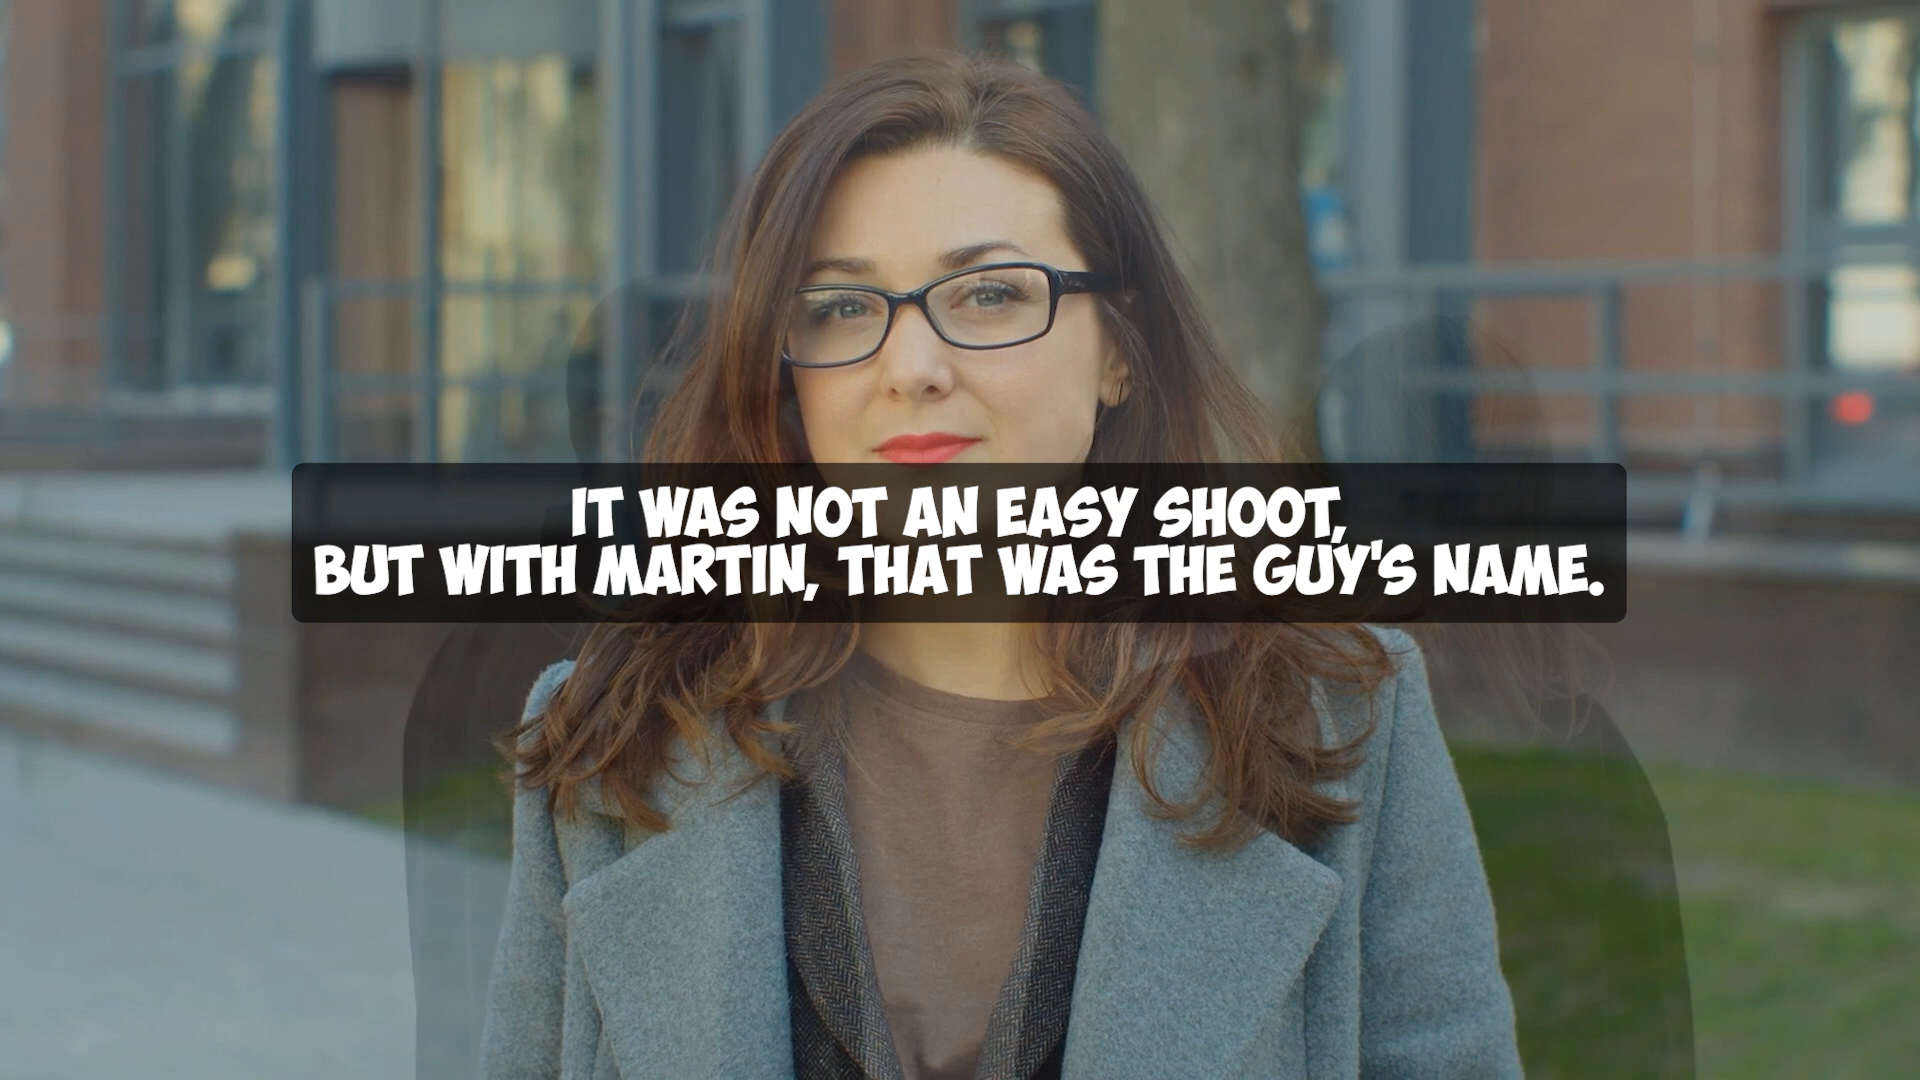 IT WAS NOT AN EASY SHOOT,
BUT WITH MARTIN, THAT WAS THE GUY'S NAME.